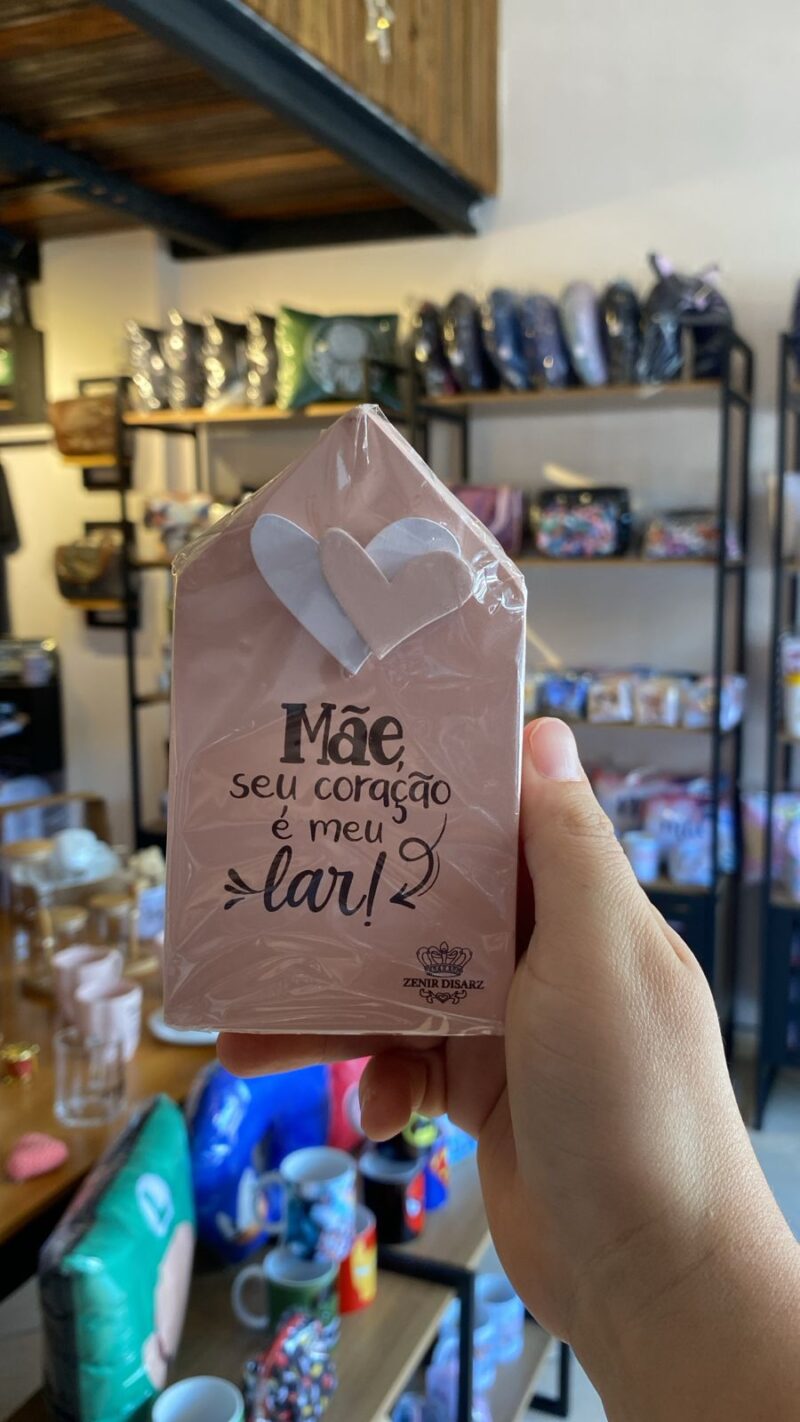 Mãe,
seu coração
é meu
lar!
ZENIR DISARZ
L